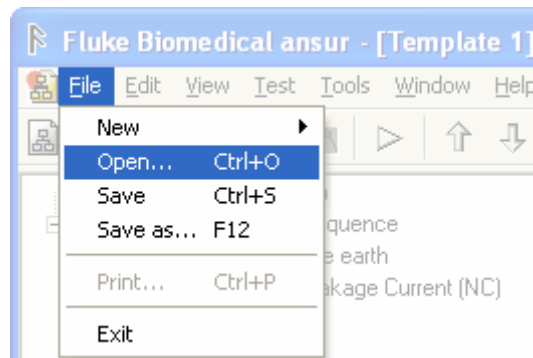 Fluke Biomedical ansur - [Template 1]
File Edit View Test Tools Window Help
New
Open... Ctrl+O
Save Ctrl+S
Save as... F12
quence
e earth
Print... Ctrl+P
akage Current (NC)
Exit